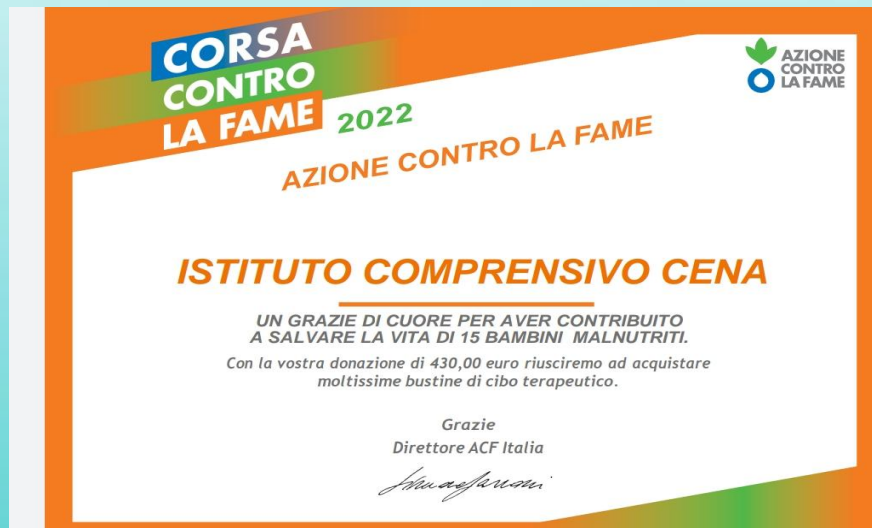 CORSA
CONTRO
LA FAME
2022
AZIONE
CONTRO
LA FAME
AZIONE CONTRO LA FAME
ISTITUTO COMPRENSIVO CENA
UN GRAZIE DI CUORE PER AVER CONTRIBUITO
A SALVARE LA VITA DI 15 BAMBINI MALNUTRITI.
Con la vostra donazione di 430,00 euro riusciremo ad acquistare
moltissime bustine di cibo terapeutico.
Grazie
Direttore ACF Italia